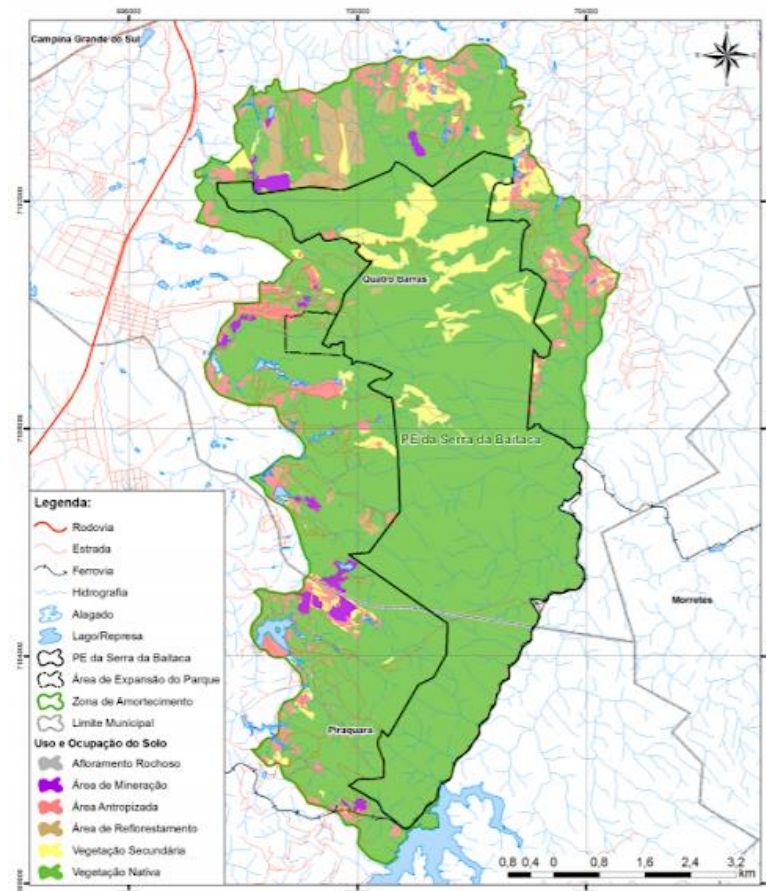 Campina Grande do Sul
700000
Quatro Barras
PE da Serra da Baitaca
Morretes
Piraquara
Legenda:
Rodovia
Estrada
Ferrovia
Hidrografia
Alagado
Lago/Represa
PE da Serra da Baitaca
Área de Expansão do Parque
Zona de Amortecimento
Limite Municipal
Uso e Ocupação do Solo
Afloramento Rochoso
Área de Mineração
Área Antropizada
Área de Reflorestamento
Vegetação Secundária
Vegetação Nativa
0,8 0,4 0 0,8 1,6 2,4 3,2
km